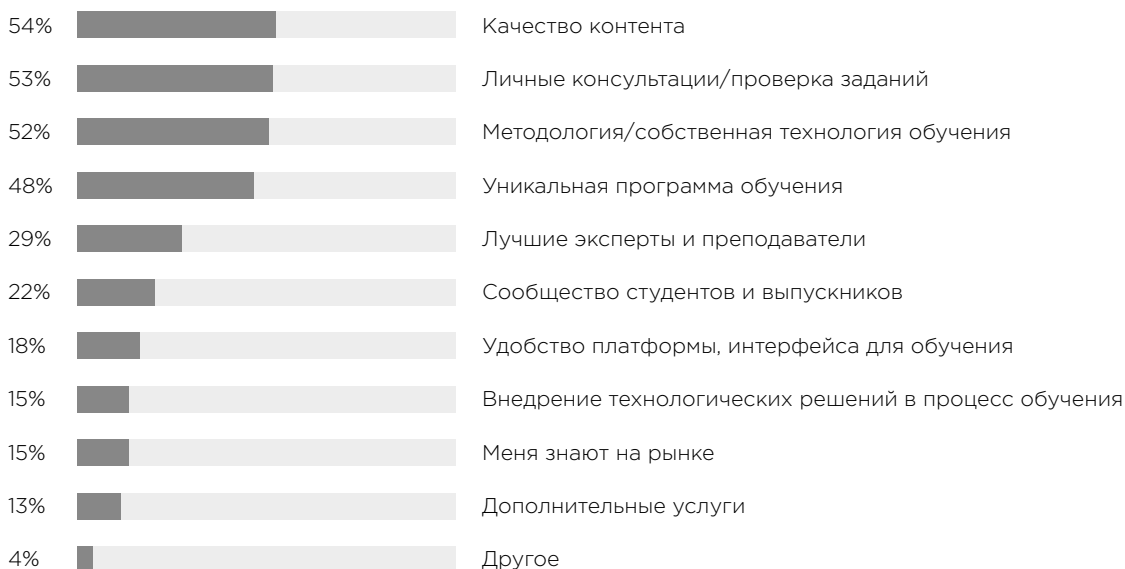 54% Качество контента
53% Личные консультации/проверка заданий
52% Методология/собственная технология обучения
48% Уникальная программа обучения
29% Лучшие эксперты и преподаватели
22% Сообщество студентов и выпускников
18% Удобство платформы, интерфейса для обучения
15% Внедрение технологических решений в процесс обучения
15% Меня знают на рынке
13% Дополнительные услуги
4% Другое